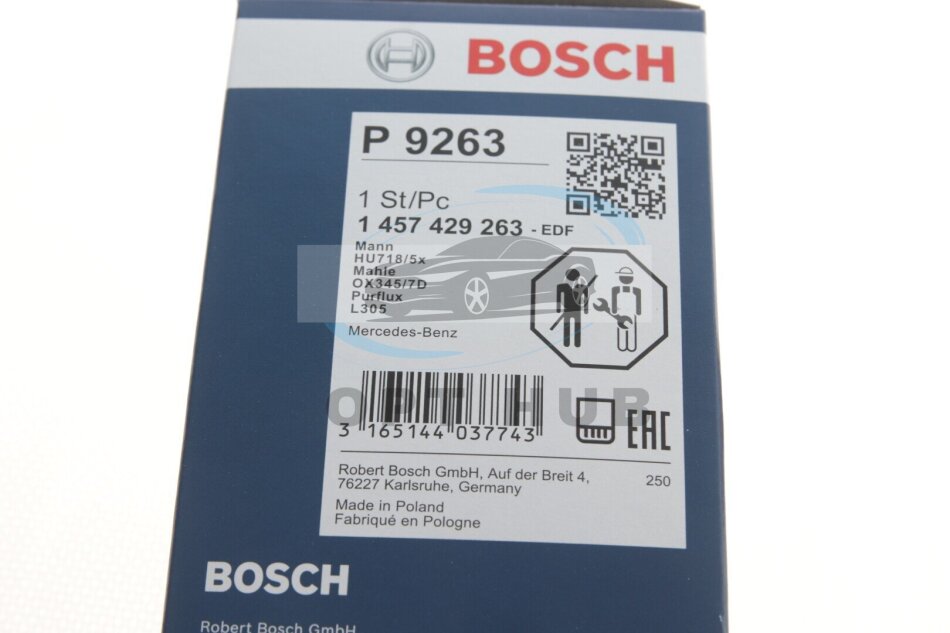 BOSCH
P 9263
1 St/Pc
1 457 429 263 - EDF
Mann
HU718/5x
Mahle
OX345/7D
Purflux
L305
Mercedes-Benz
OPT HUB
3 165144 037743
EAC
Robert Bosch GmbH, Auf der Breit 4,
76227 Karlsruhe, Germany
250
Made in Poland
Fabriqué en Pologne
BOSCH
Robert Bosch GmbH